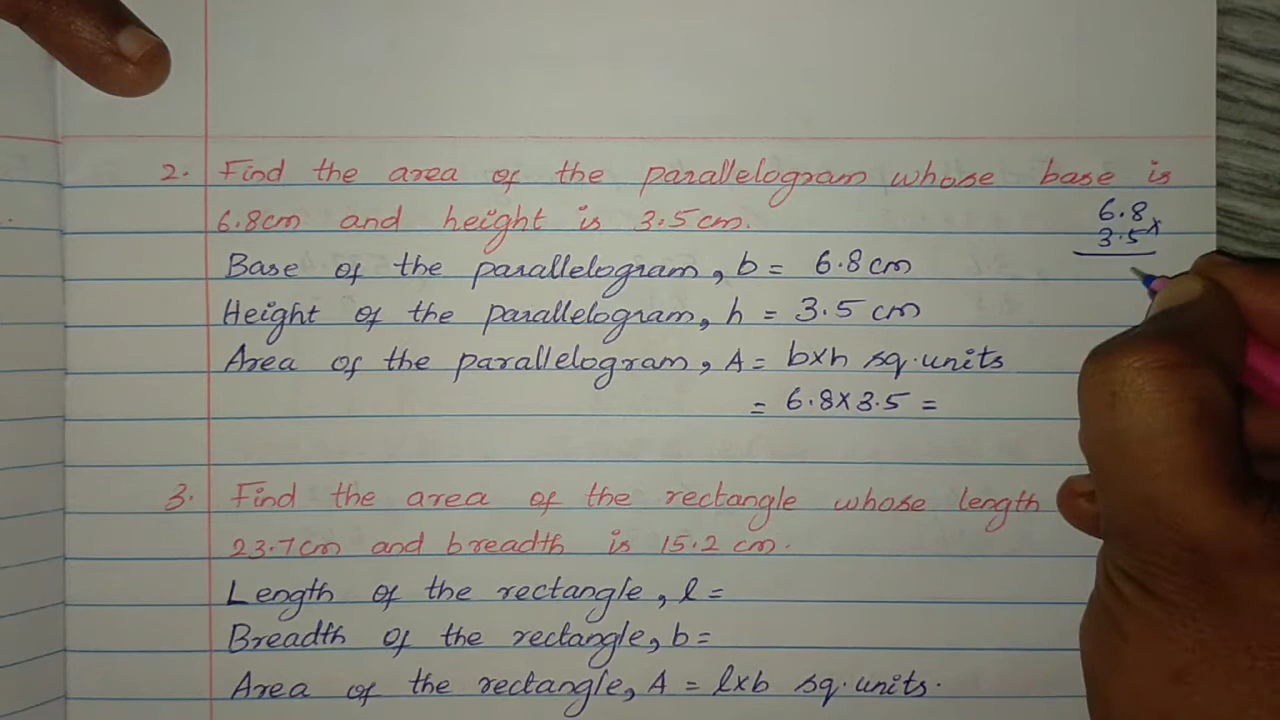 2. Find the area of the parallelogram whose base is
6.8cm and height is 3.5cm.
6.8
3.5 x
Base of the parallelogram, b = 6.8cm
Height of the parallelogram, h = 3.5 cm
Area of the parallelogram, A = bxh sq.units
= 6.8x3.5 =
3. Find the area of the rectangle whose length
23.7cm and breadth is 15.2 cm.
Length of the rectangle, l =
Breadth of the rectangle, b =
Area of the rectangle, A = lxb sq.units.